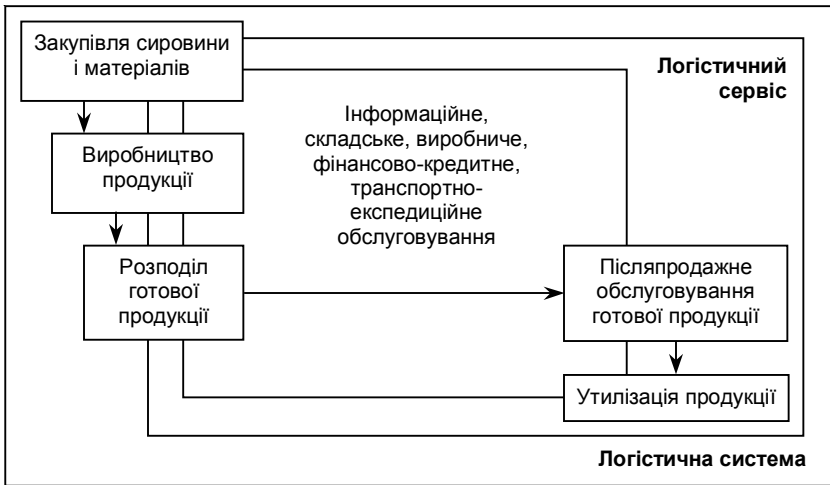 Закупівля сировини
і матеріалів
Логістичний
сервіс
Інформаційне,
складське, виробниче,
фінансово-кредитне,
транспортно-
експедиційне
обслуговування
Виробництво
продукції
Розподіл
готової
продукції
Післяпродажне
обслуговування
готової продукції
Утилізація продукції
Логістична система